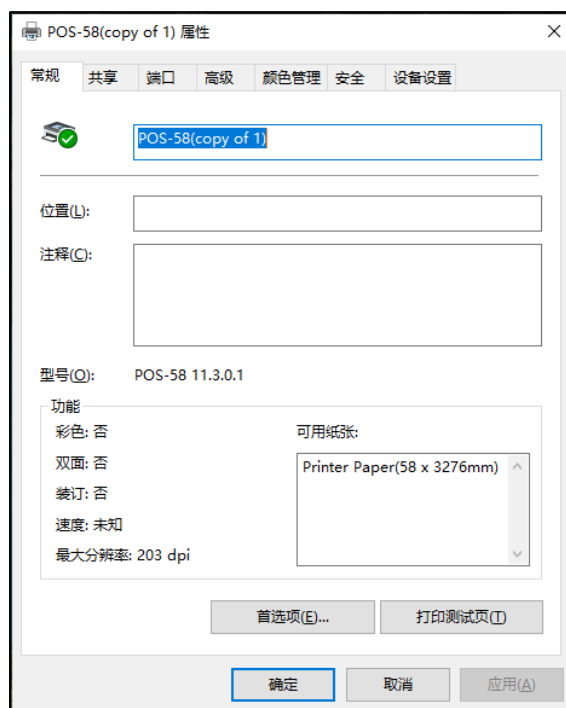 POS-58(copy of 1) 属性
常规 共享 端口 高级 颜色管理 安全 设备设置
POS-58(copy of 1)
位置(L):
注释(C):
型号(O): POS-58 11.3.0.1
功能
彩色: 否 可用纸张:
双面: 否 Printer Paper(58 x 3276mm)
装订: 否
速度: 未知
最大分辨率: 203 dpi
首选项(E)... 打印测试页(T)
确定 取消 应用(A)